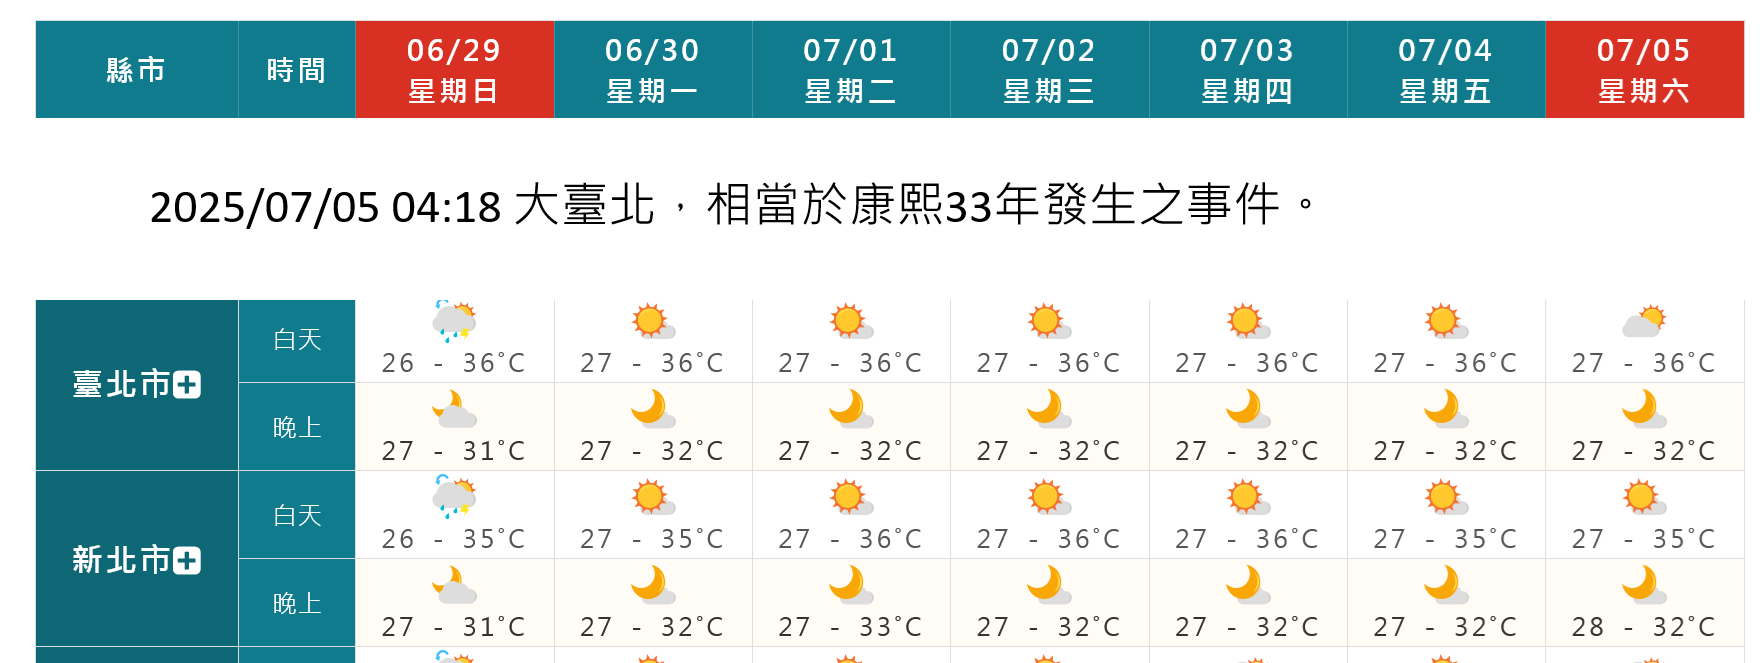 縣市 時間 06/29 06/30 07/01 07/02 07/03 07/04 07/05
星期日 星期一 星期二 星期三 星期四 星期五 星期六
2025/07/05 04:18 大臺北，相當於康熙33年發生之事件。
臺北市 白天 26 - 36°C 27 - 36°C 27 - 36°C 27 - 36°C 27 - 36°C 27 - 36°C 27 - 36°C
晚上 27 - 31°C 27 - 32°C 27 - 32°C 27 - 32°C 27 - 32°C 27 - 32°C 27 - 32°C
新北市 白天 26 - 35°C 27 - 35°C 27 - 36°C 27 - 36°C 27 - 36°C 27 - 35°C 27 - 35°C
晚上 27 - 31°C 27 - 32°C 27 - 33°C 27 - 32°C 27 - 32°C 27 - 32°C 28 - 32°C